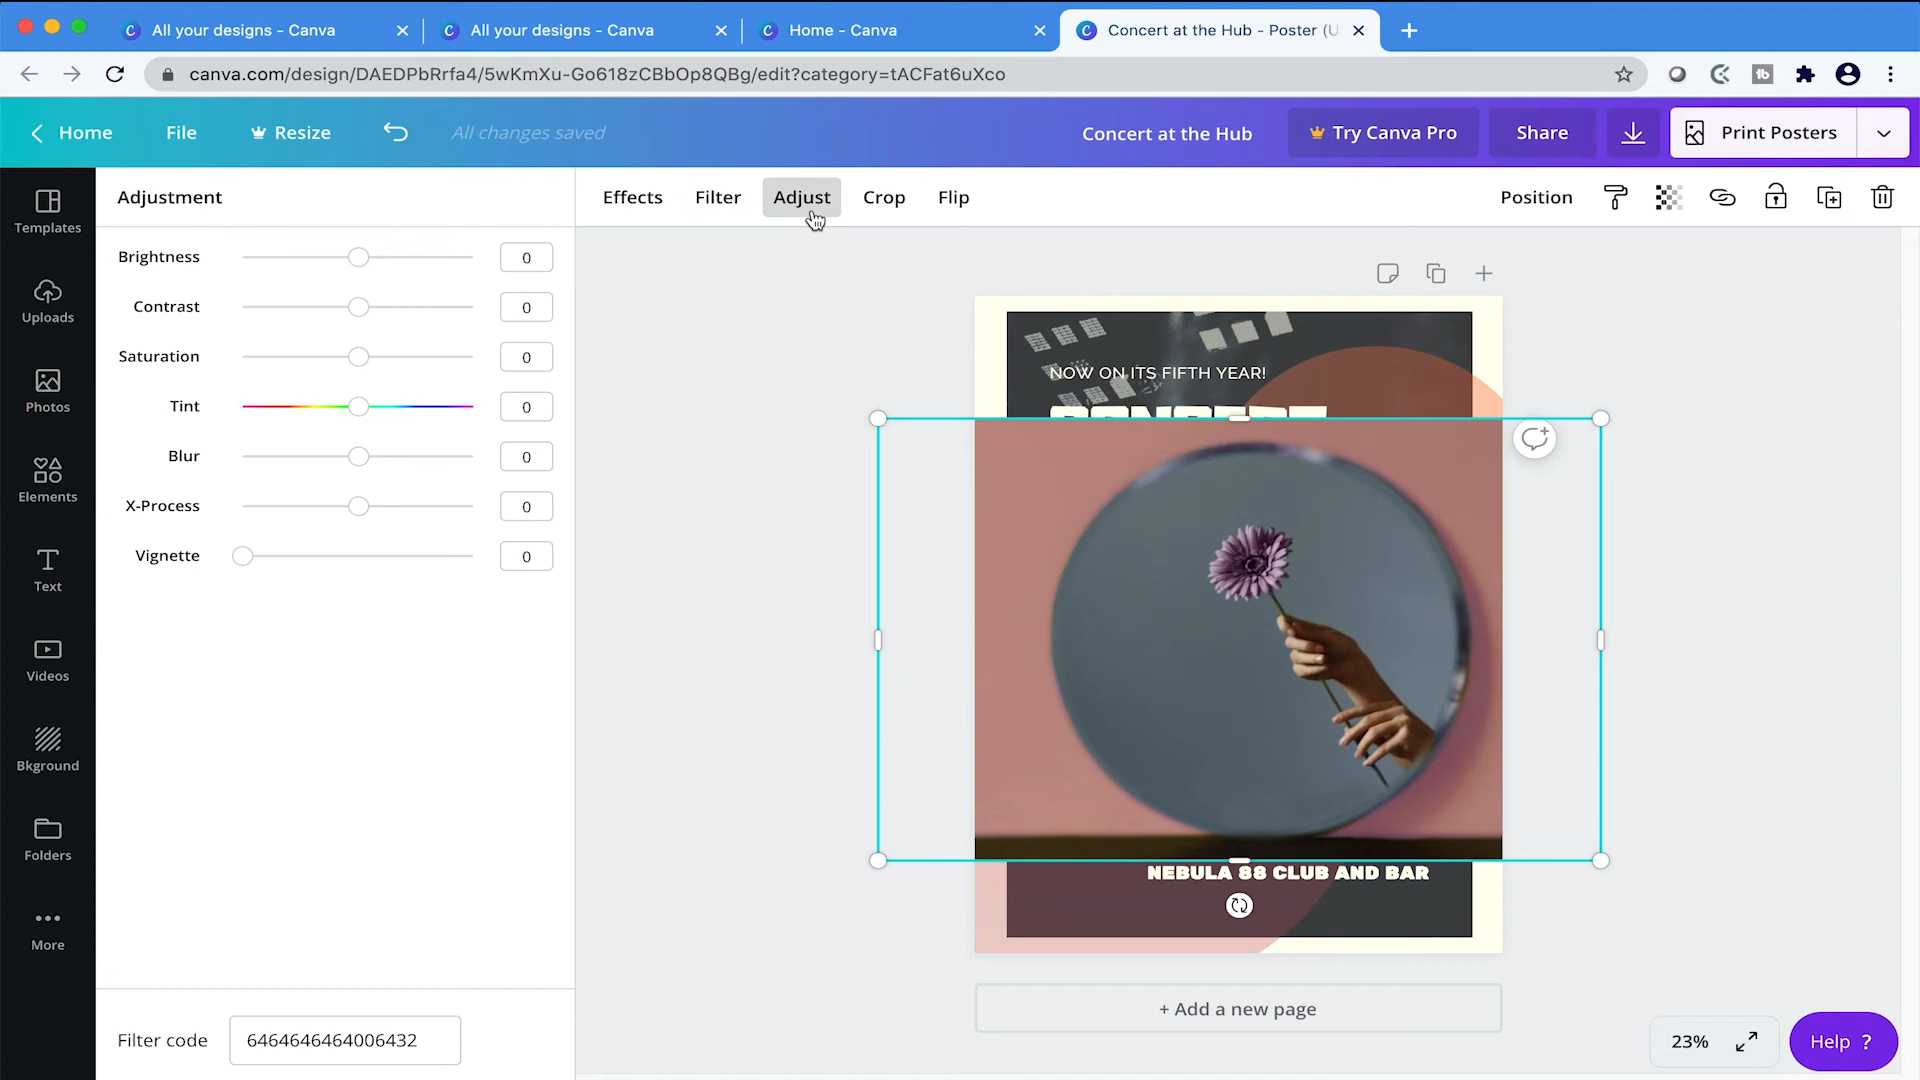 All your designs - Canva
All your designs - Canva
Home - Canva
Concert at the Hub - Poster (U
canva.com/design/DAEDPbRrfa4/5wKmXu-Go618zCBbOp8QBg/edit?category=tACFat6uXco
Home
File
Resize
All changes saved
Concert at the Hub
Try Canva Pro
Share
Print Posters
Templates
Uploads
Photos
Elements
Text
Videos
Bkground
Folders
More
Adjustment
Brightness 0
Contrast 0
Saturation 0
Tint 0
Blur 0
X-Process 0
Vignette 0
Filter code 6464646464006432
Effects
Filter
Adjust
Crop
Flip
Position
NOW ON ITS FIFTH YEAR!
NEBULA 88 CLUB AND BAR
+ Add a new page
23%
Help ?